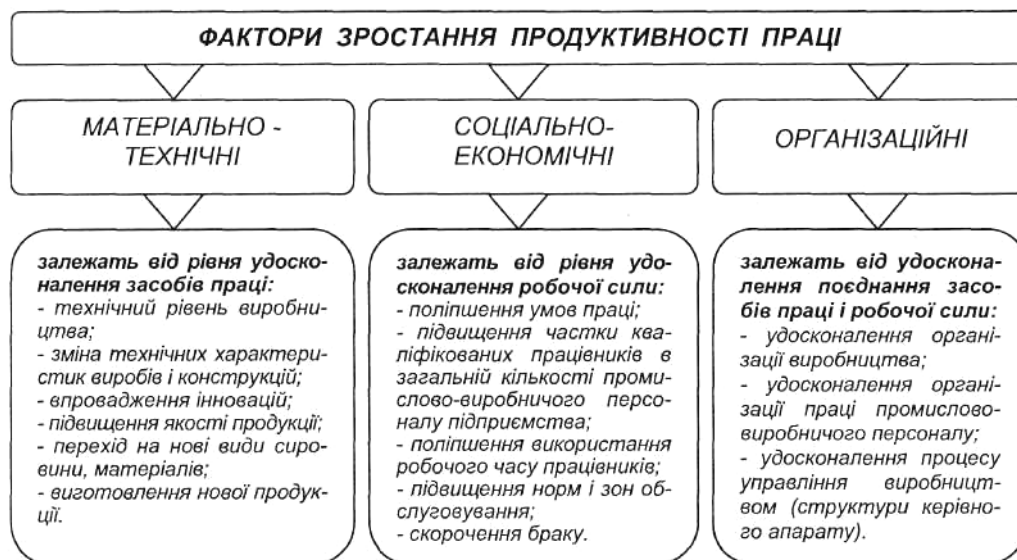 ФАКТОРИ ЗРОСТАННЯ ПРОДУКТИВНОСТІ ПРАЦІ
МАТЕРІАЛЬНО -
ТЕХНІЧНІ
СОЦІАЛЬНО-
ЕКОНОМІЧНІ
ОРГАНІЗАЦІЙНІ
залежать від рівня удоско-
налення засобів праці:
- технічний рівень виробни-
цтва;
- зміна технічних характери-
стик виробів і конструкцій;
- впровадження інновацій;
- підвищення якості продукції;
- перехід на нові види сиро-
вини, матеріалів;
- виготовлення нової продук-
ції.
залежать від рівня удо-
сконалення робочої сили:
- поліпшення умов праці;
- підвищення частки ква-
ліфікованих працівників в
загальній кількості проми-
слово-виробничого персо-
налу підприємства;
- поліпшення використання
робочого часу працівників;
- підвищення норм і зон об-
слуговування;
- скорочення браку.
залежать від удоскона-
лення поєднання засо-
бів праці і робочої сили:
- удосконалення органі-
зації виробництва;
- удосконалення органі-
зації праці промислово-
виробничого персоналу;
- удосконалення процесу
управління виробницт-
вом (структури керівно-
го апарату).